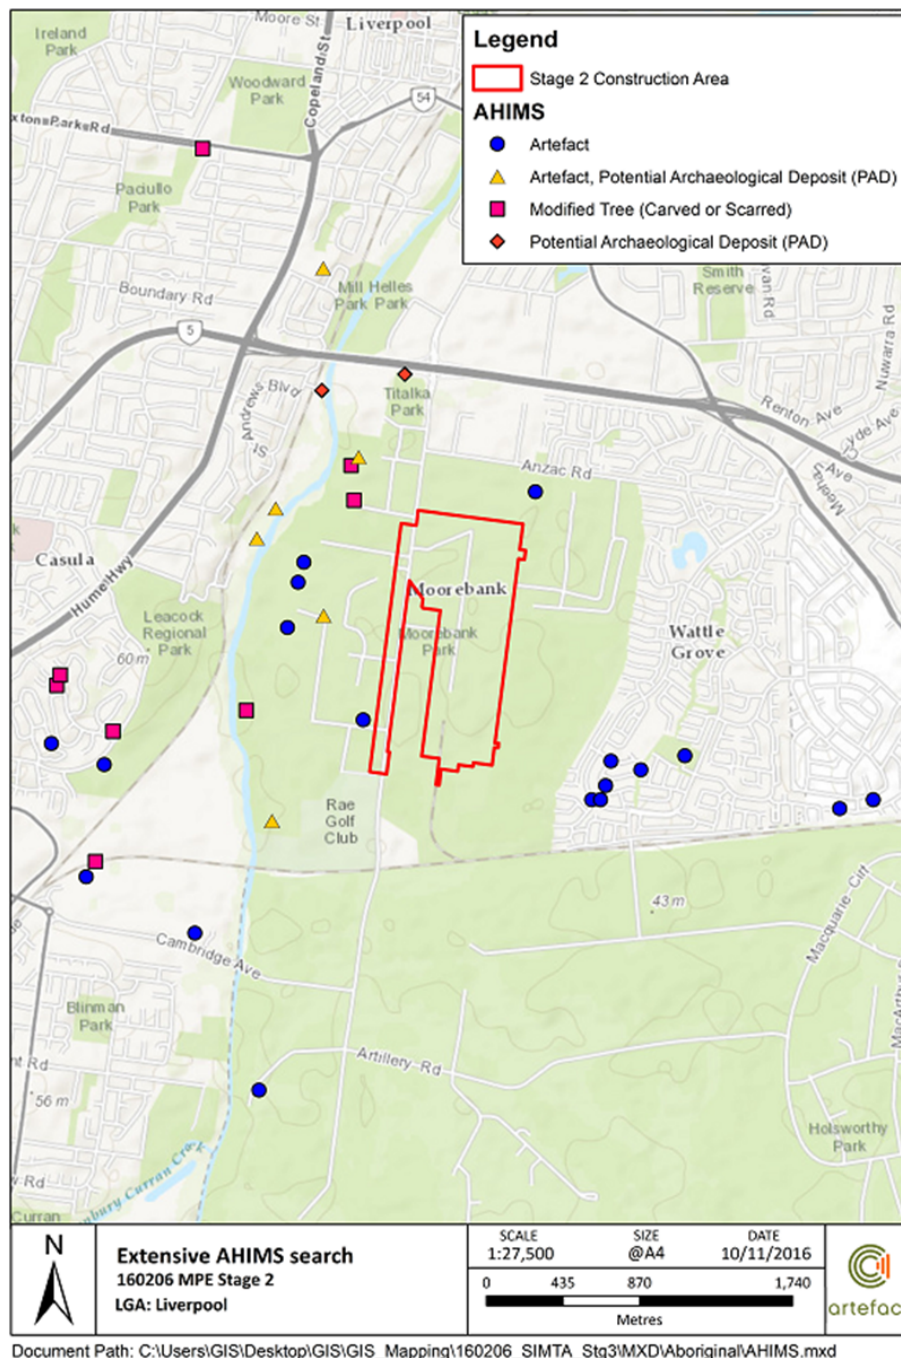 Moore St
Liverpool
Ireland
Park
Copeland St
Woodward
Park
54
Legend
Stage 2 Construction Area
AHIMS
Artefact
Artefact, Potential Archaeological Deposit (PAD)
Modified Tree (Carved or Scarred)
Potential Archaeological Deposit (PAD)
Paciullo
Park
Mill Helles
Park Park
Smith
Reserve
Boundary Rd
5
Nuwarra Rd
Andrews Blvd
Titalka
Park
Renton Ave
Anzac Rd
Casula
Hume Hwy
Moorebank
Leacock
Regional
Park
60 m
Moorebank
Park
Wattle
Grove
Rae
Golf
Club
43 m
Macquarie Cirt
Cambridge Ave
Blinman
Park
Artillery Rd
56 m
Holsworthy
Park
Curran
N
Extensive AHIMS search
160206 MPE Stage 2
LGA: Liverpool
SCALE SIZE DATE
1:27,500 @A4 10/11/2016
0 435 870 1,740
Metres
artefac
Document Path: C:\Users\GIS\Desktop\GIS\GIS_Mapping\160206_SIMTA_Stg3\MXD\Aboriginal\AHIMS.mxd